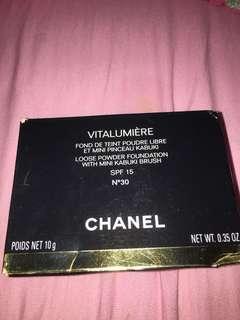 VITALUMIÈRE
FOND DE TEINT POUDRE LIBRE
ET MINI PINCEAU KABUKI
LOOSE POWDER FOUNDATION
WITH MINI KABUKI BRUSH
SPF 15
N°30
CHANEL
POIDS NET 10 g
NET WT. 0.35 OZ